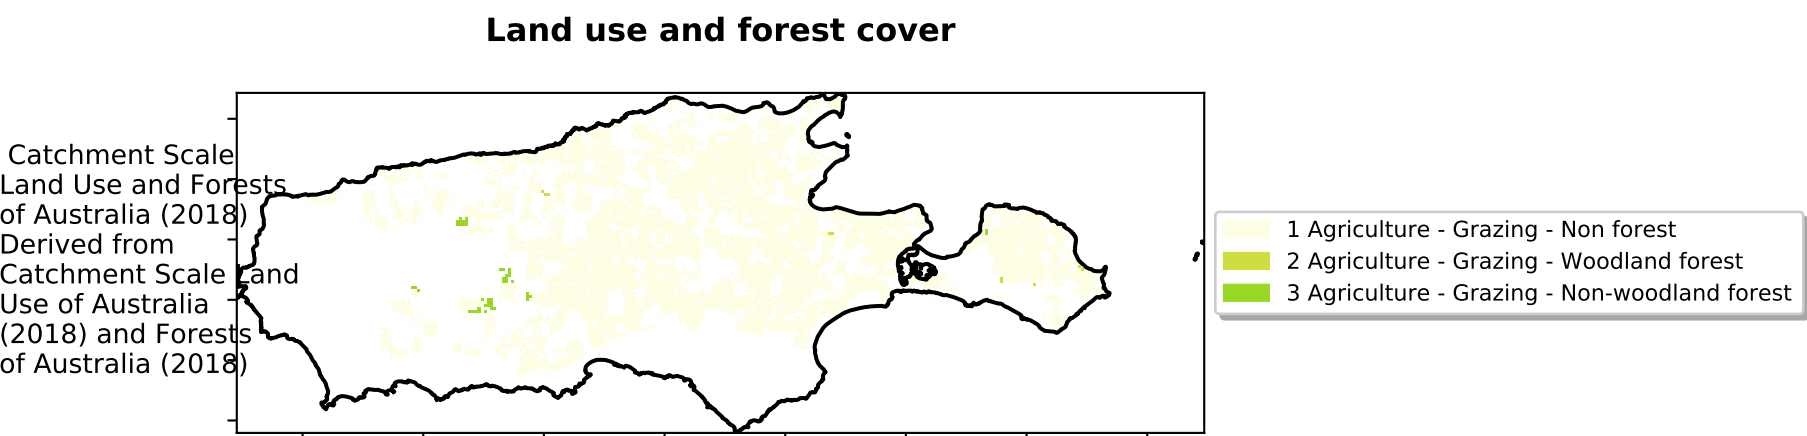 Land use and forest cover
Catchment Scale
Land Use and Forests
of Australia (2018)
Derived from
Catchment Scale Land
Use of Australia
(2018) and Forests
of Australia (2018)
1 Agriculture - Grazing - Non forest
2 Agriculture - Grazing - Woodland forest
3 Agriculture - Grazing - Non-woodland forest